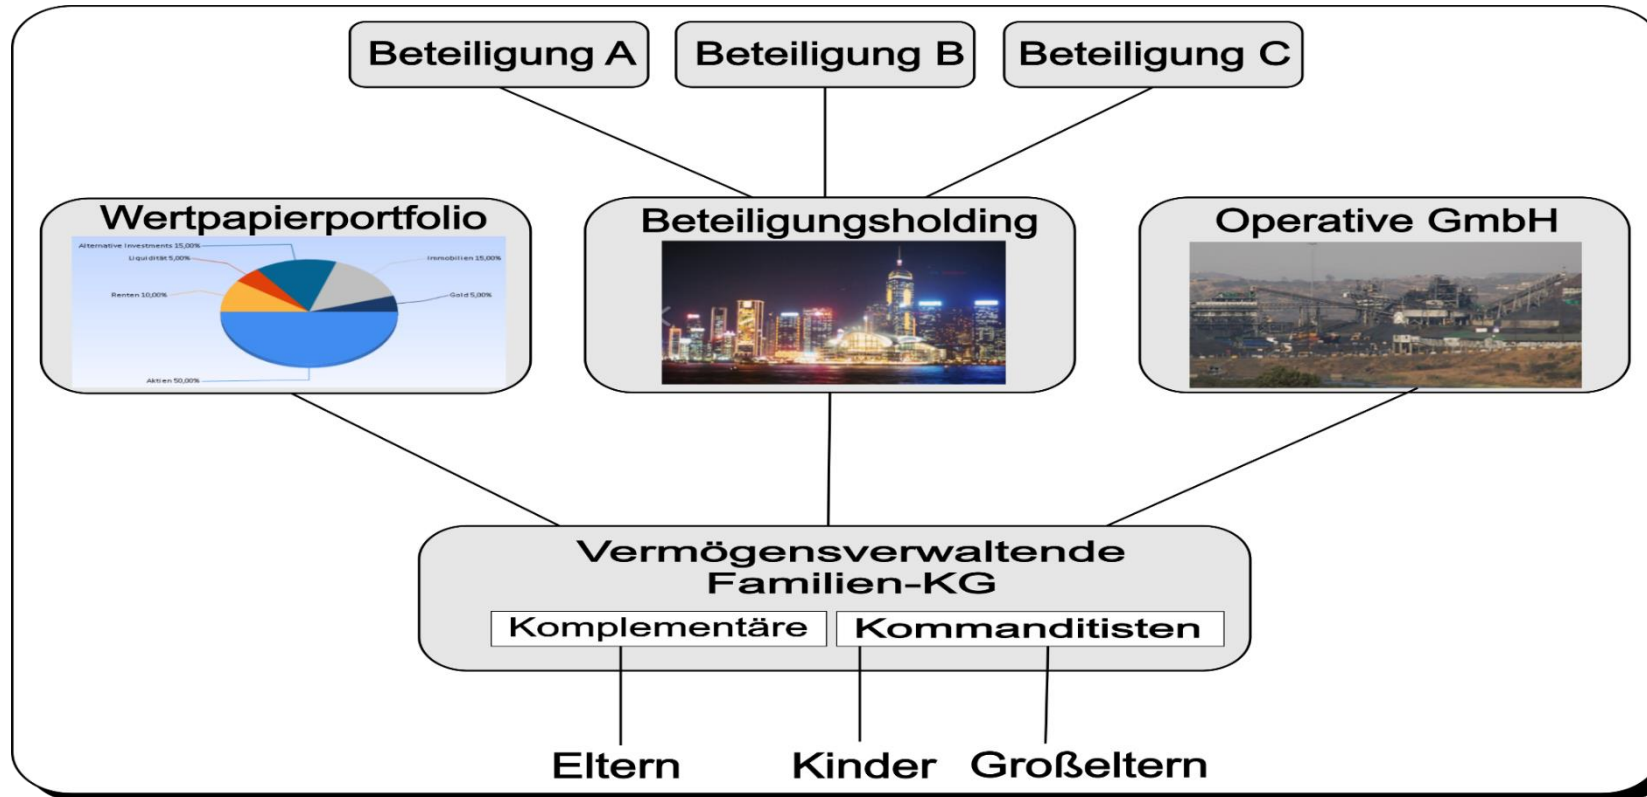 Beteiligung A
Beteiligung B
Beteiligung C
Wertpapierportfolio
Alternative Investments 15,00%
Liquidität 5,00%
Renten 10,00%
Immobilien 15,00%
Gold 5,00%
Aktien 50,00%
Beteiligungsholding
Operative GmbH
Vermögensverwaltende
Familien-KG
Komplementäre
Kommanditisten
Eltern
Kinder
Großeltern